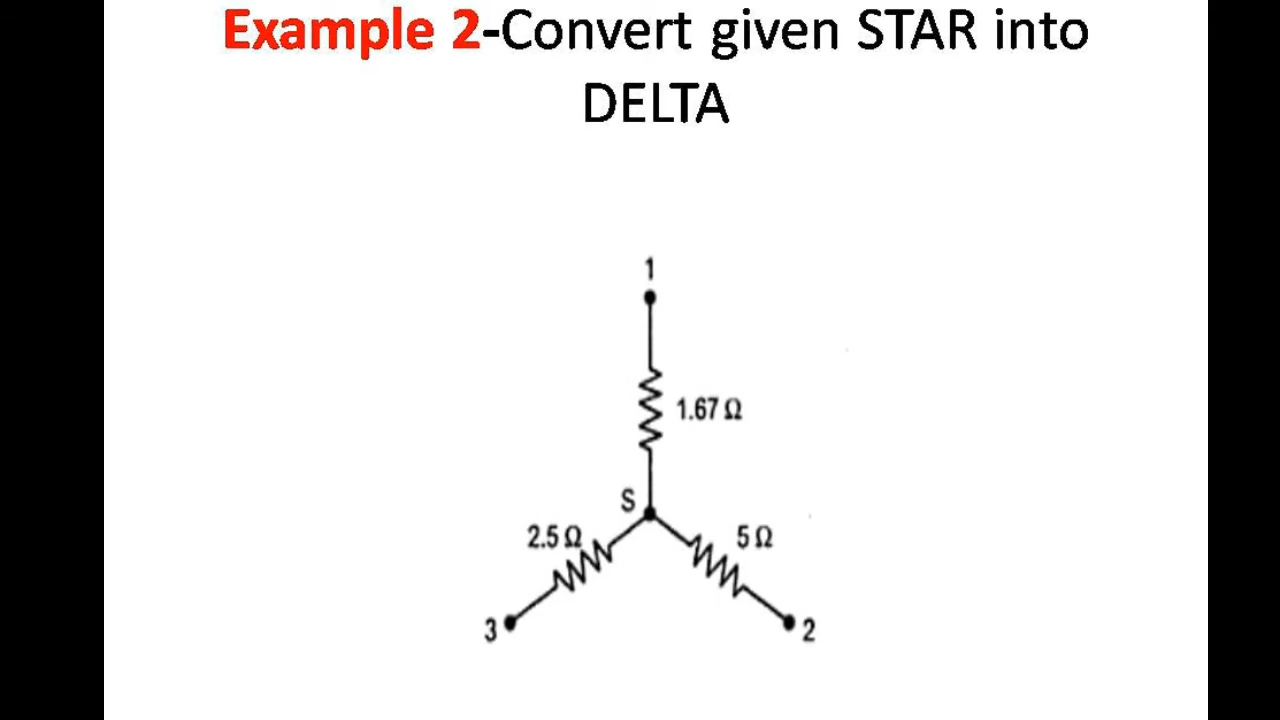 Example 2-Convert given STAR into
DELTA
1
1.67 Ω
S
2.5 Ω
5 Ω
3
2